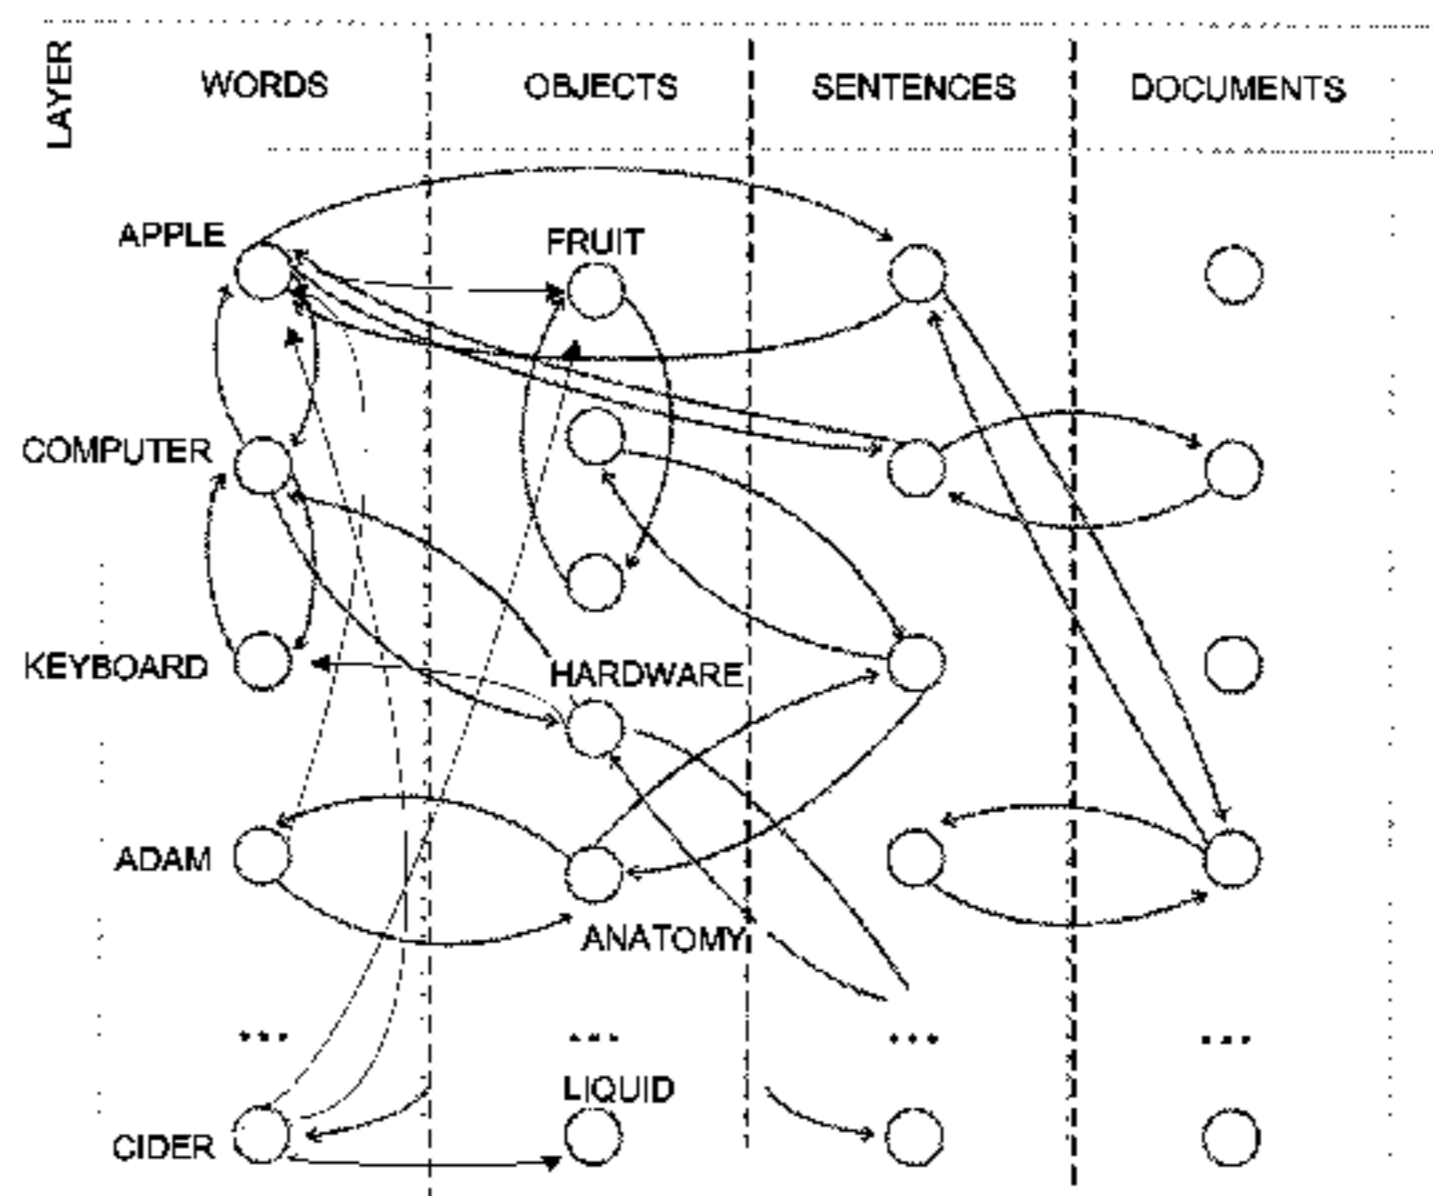 LAYER
WORDS OBJECTS SENTENCES DOCUMENTS
APPLE FRUIT
COMPUTER
KEYBOARD HARDWARE
ADAM
ANATOMY
... ... ... ...
LIQUID
CIDER